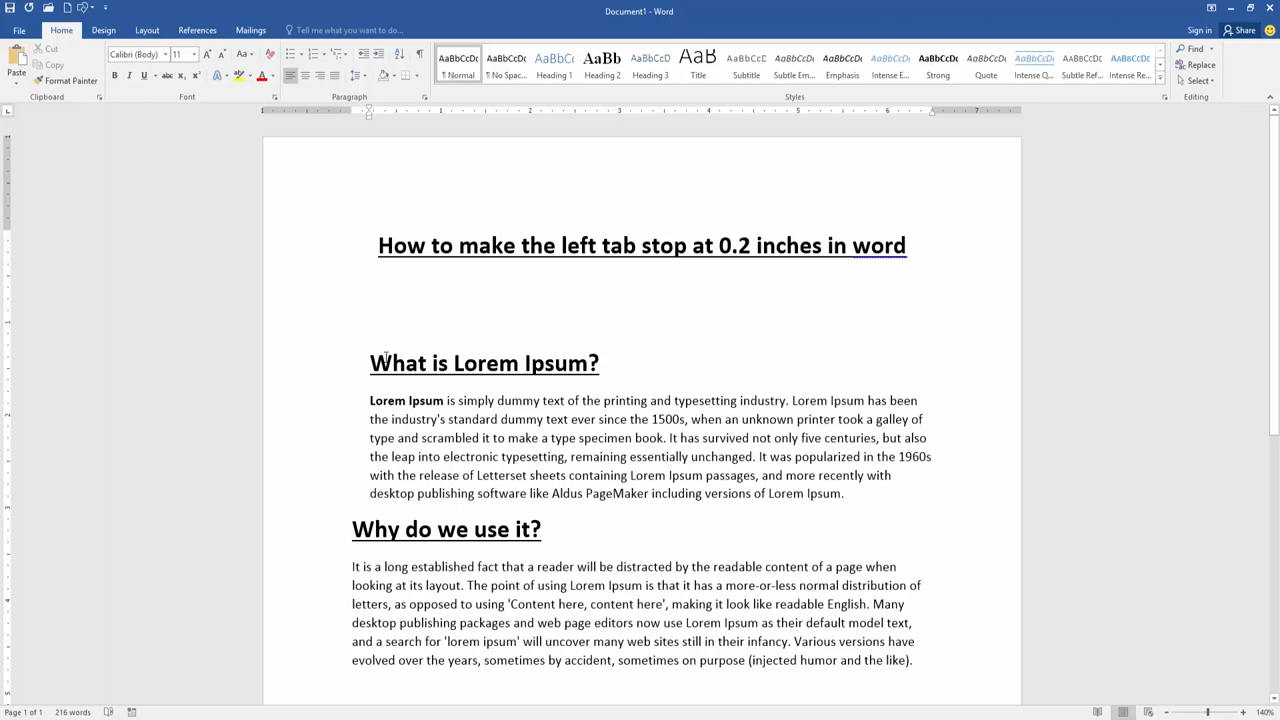 Document1 - Word
File Home Design Layout References Mailings Tell me what you want to do... Sign in Share
Paste Cut Copy Format Painter
Calibri (Body) 11
AaBbCcDc AaBbCcDc AaBbC( AaBb AaBbCcD AaB AaBbCcD AaBbCcDc AaBbCcDc AaBbCcDc AaBbCcDc AaBbCcDc AaBbCcDc AaBbCcDc AaBbCcDc
¶ Normal ¶ No Spac... Heading 1 Heading 2 Heading 3 Title Subtitle Subtle Em... Emphasis Intense E... Strong Quote Intense Q... Subtle Ref... Intense Re...
Find
Replace
Select
Clipboard Font Paragraph Styles Editing
1 1 2 3 4 5 6 7
How to make the left tab stop at 0.2 inches in word
What is Lorem Ipsum?
Lorem Ipsum is simply dummy text of the printing and typesetting industry. Lorem Ipsum has been
the industry's standard dummy text ever since the 1500s, when an unknown printer took a galley of
type and scrambled it to make a type specimen book. It has survived not only five centuries, but also
the leap into electronic typesetting, remaining essentially unchanged. It was popularized in the 1960s
with the release of Letterset sheets containing Lorem Ipsum passages, and more recently with
desktop publishing software like Aldus PageMaker including versions of Lorem Ipsum.
Why do we use it?
It is a long established fact that a reader will be distracted by the readable content of a page when
looking at its layout. The point of using Lorem Ipsum is that it has a more-or-less normal distribution of
letters, as opposed to using 'Content here, content here', making it look like readable English. Many
desktop publishing packages and web page editors now use Lorem Ipsum as their default model text,
and a search for 'lorem ipsum' will uncover many web sites still in their infancy. Various versions have
evolved over the years, sometimes by accident, sometimes on purpose (injected humor and the like).
Page 1 of 1 216 words 140%